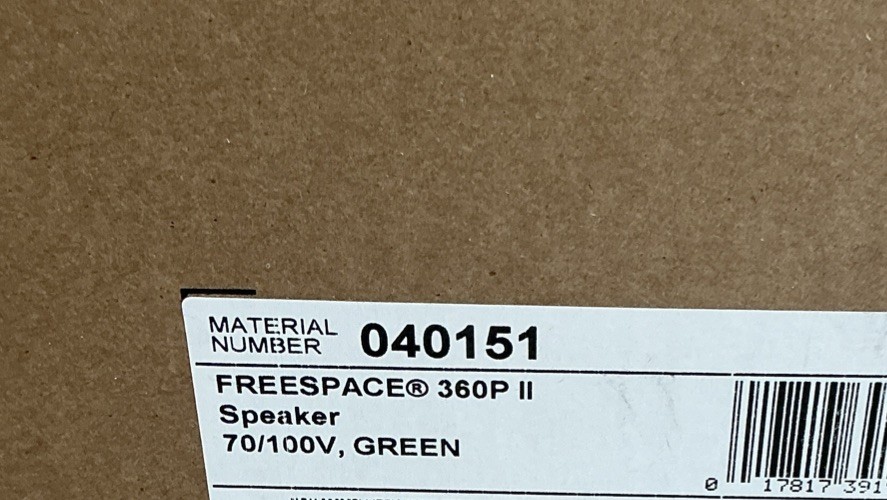 MATERIAL
NUMBER
040151
FREESPACE® 360P II
Speaker
70/100V, GREEN
0 17817 391